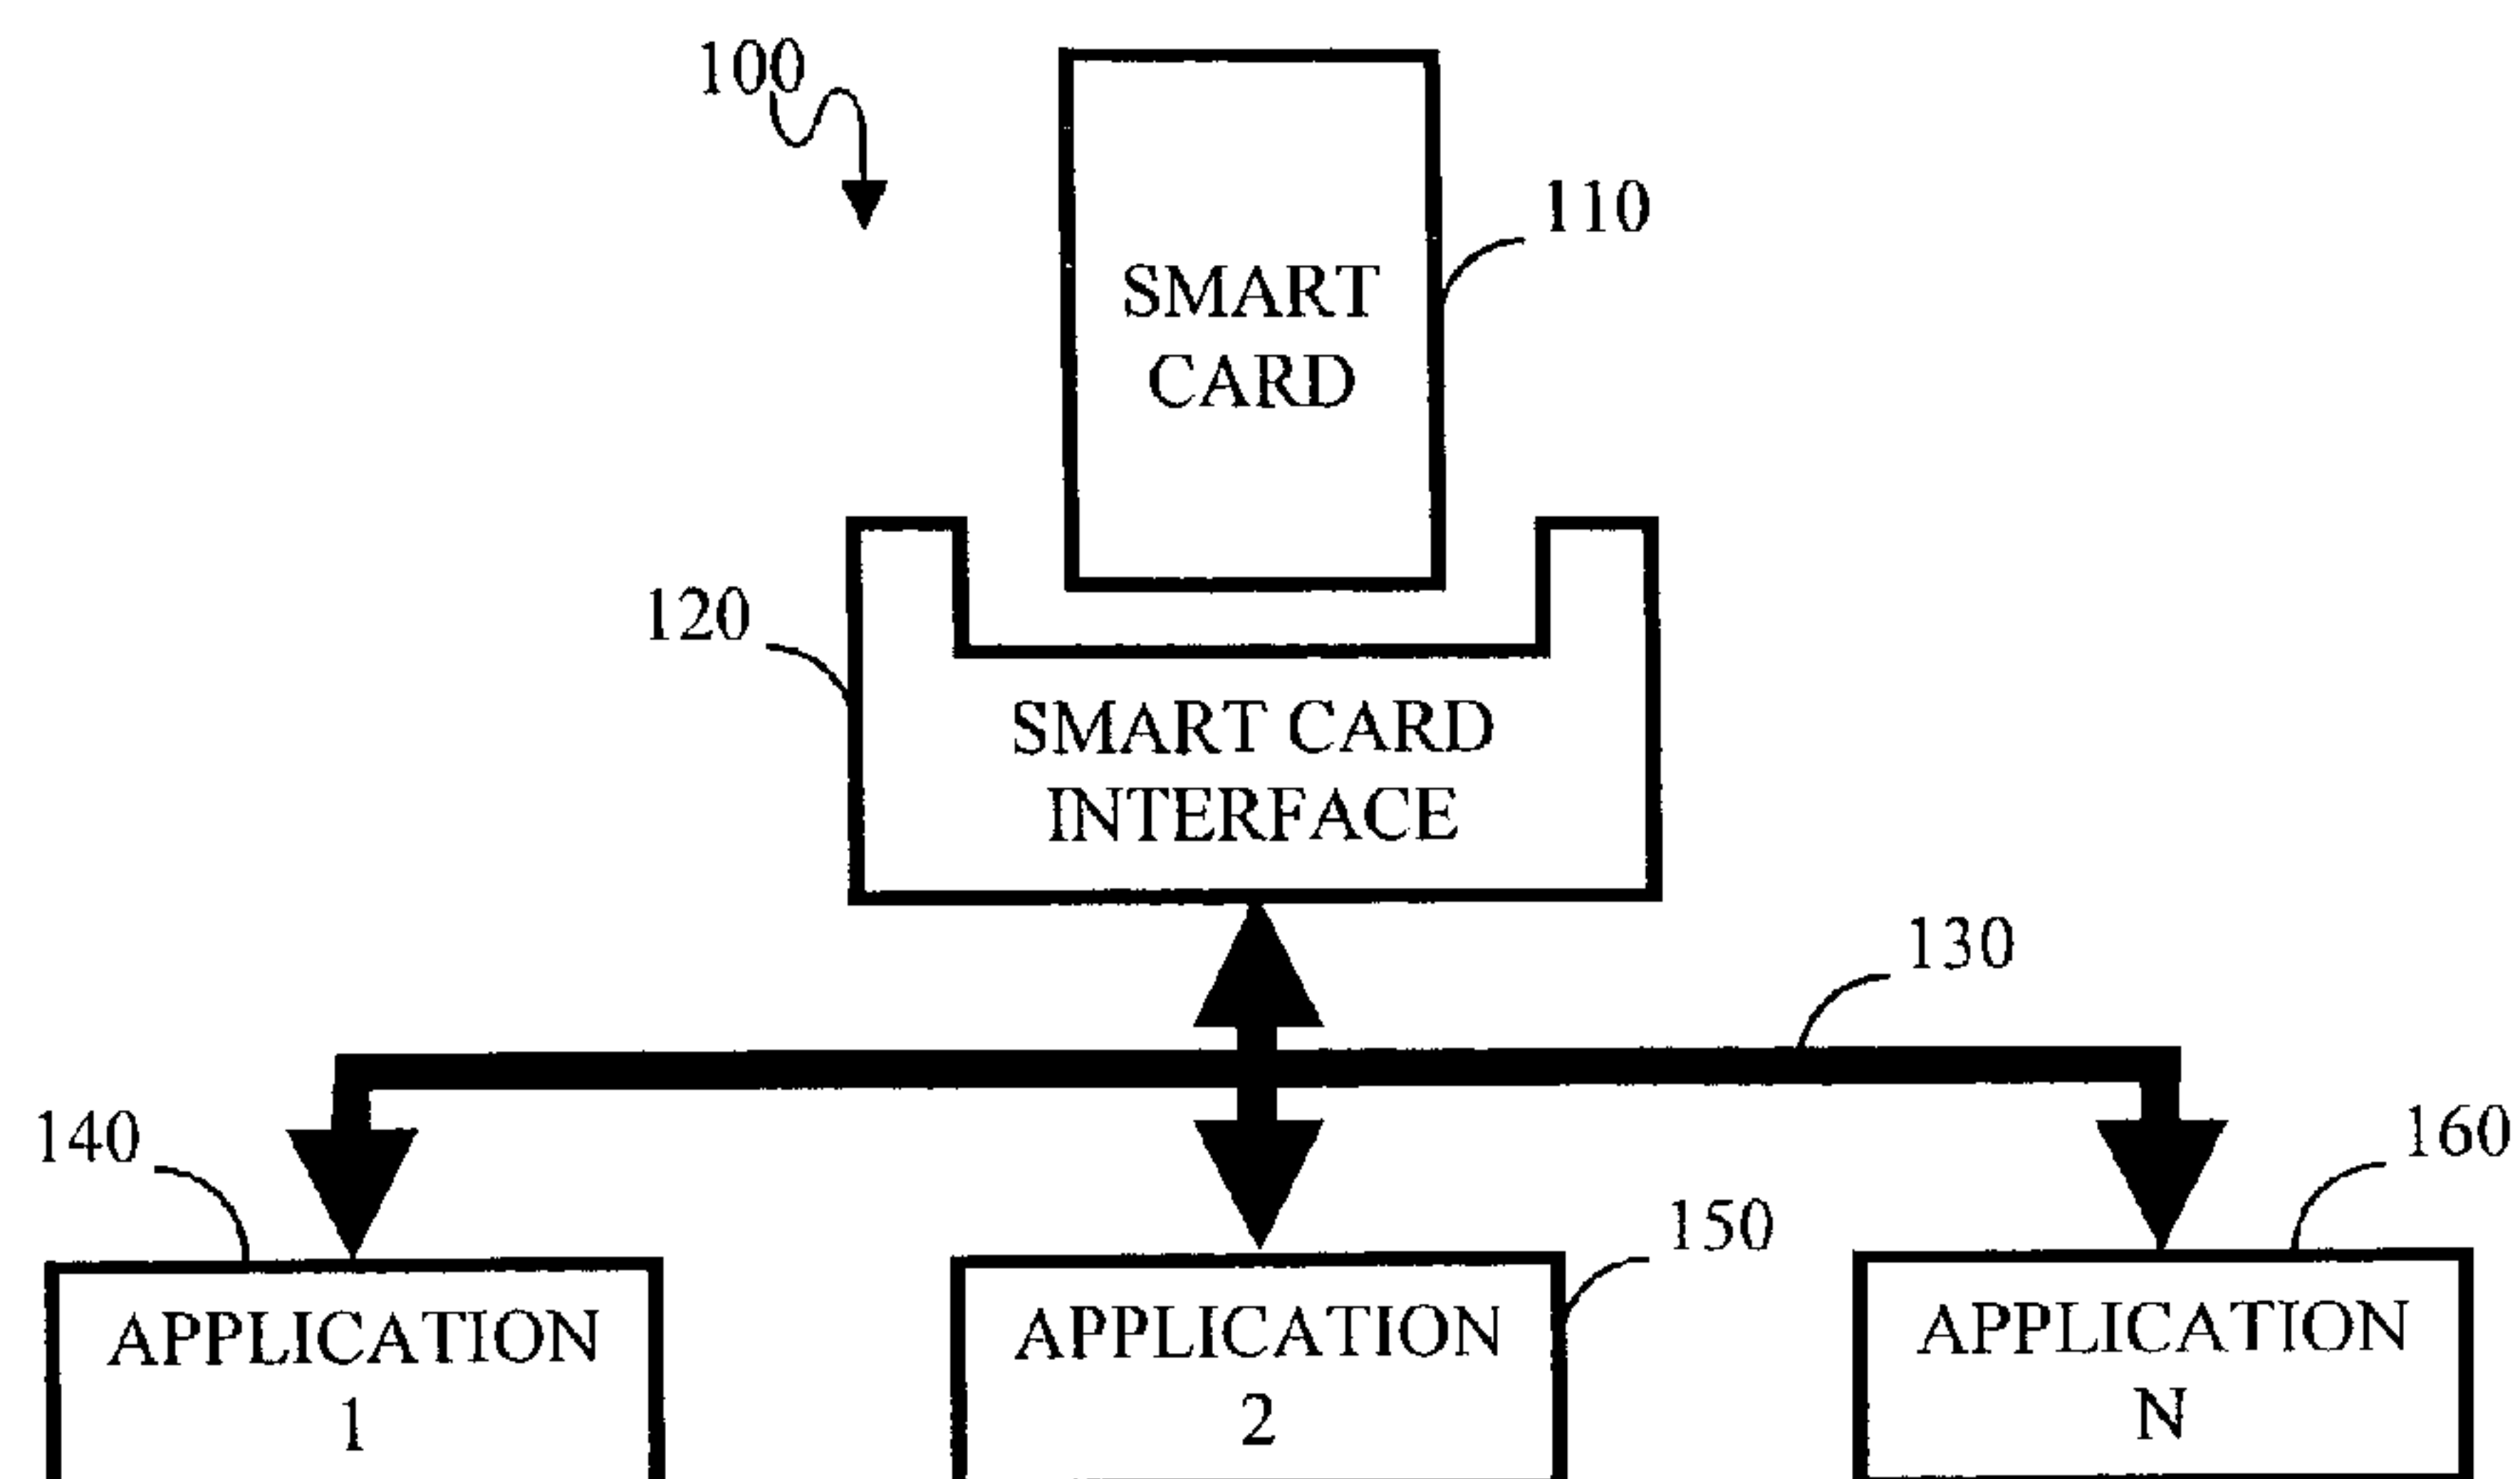 100
110
SMART
CARD
120
SMART CARD
INTERFACE
130
140
160
150
APPLICATION
1
APPLICATION
2
APPLICATION
N